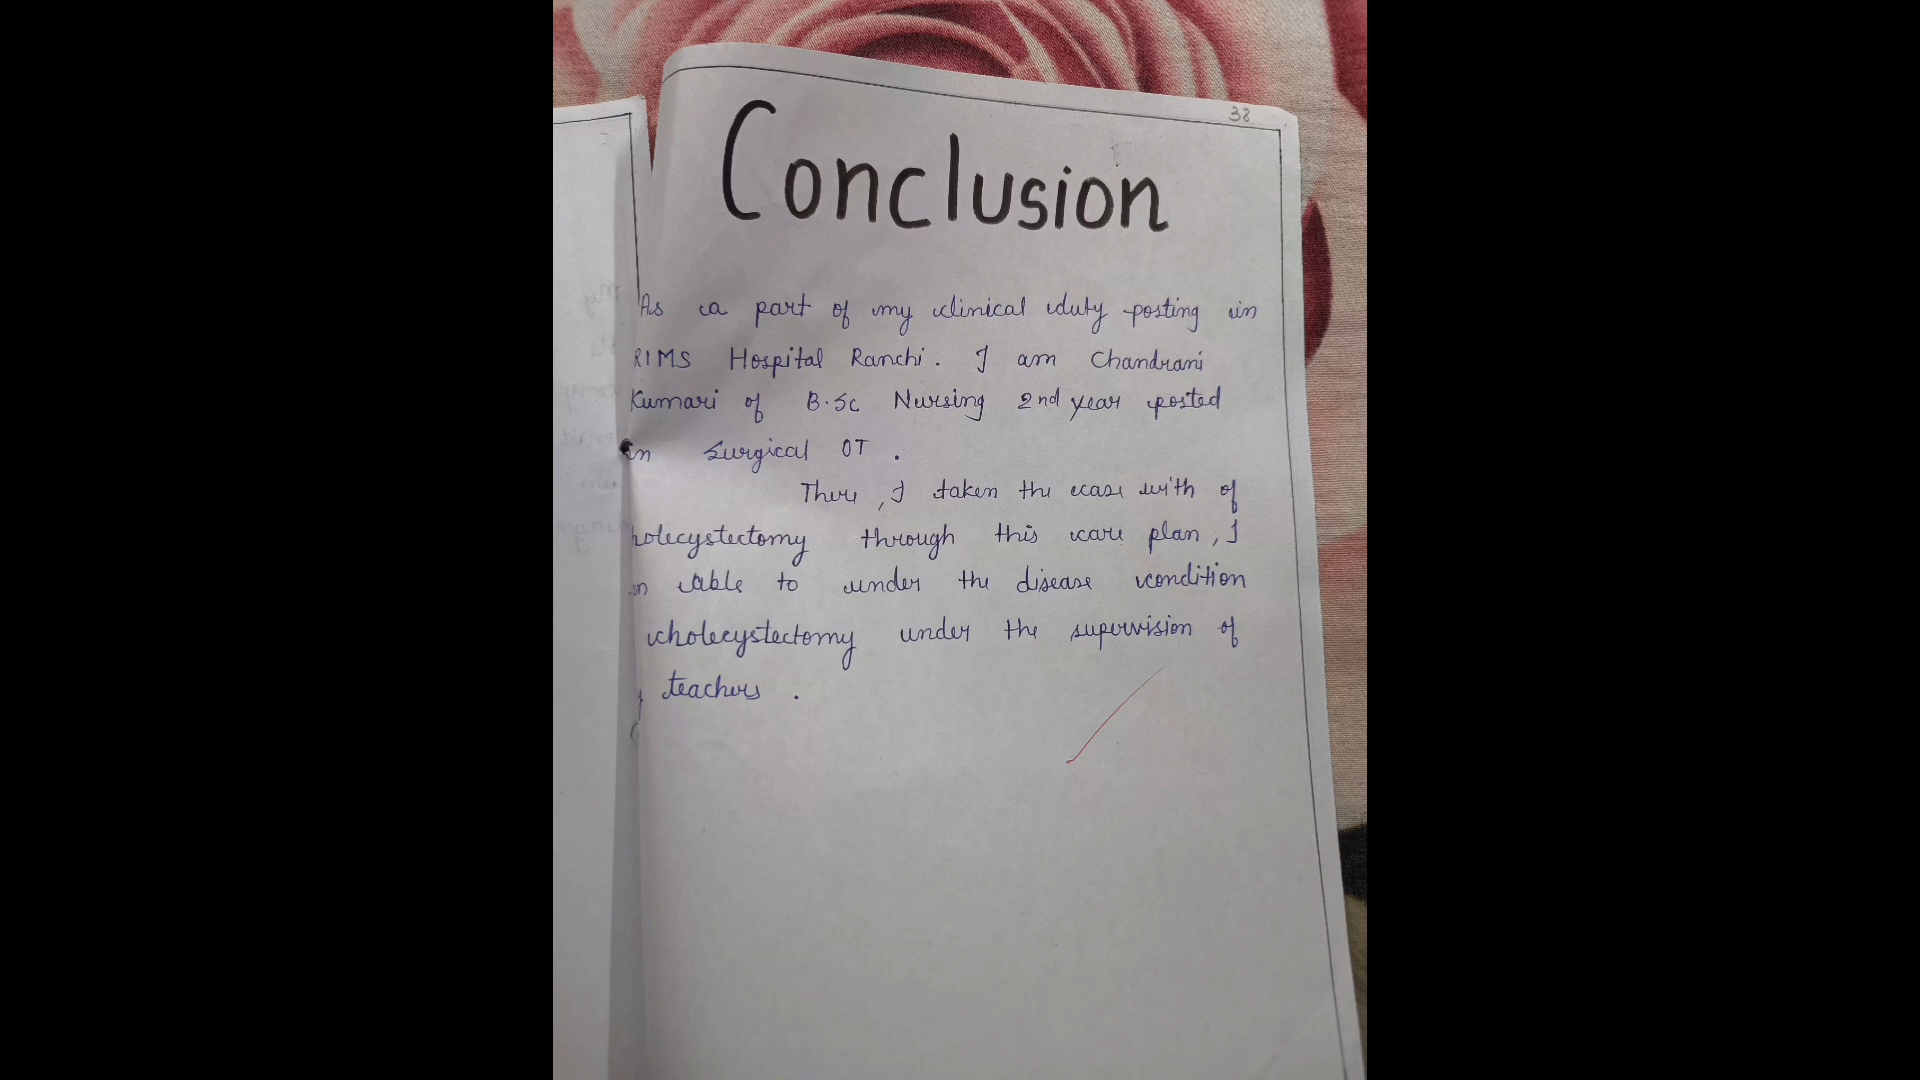 38
Conclusion
As a part of my clinical duty posting in
RIMS Hospital Ranchi. I am Chandrani
Kumari of B.Sc Nursing 2nd year posted
in Surgical OT.
There, I taken the case with of
holecystectomy through this care plan, I
able to under the disease condition
cholecystectomy under the supervision of
teachers.